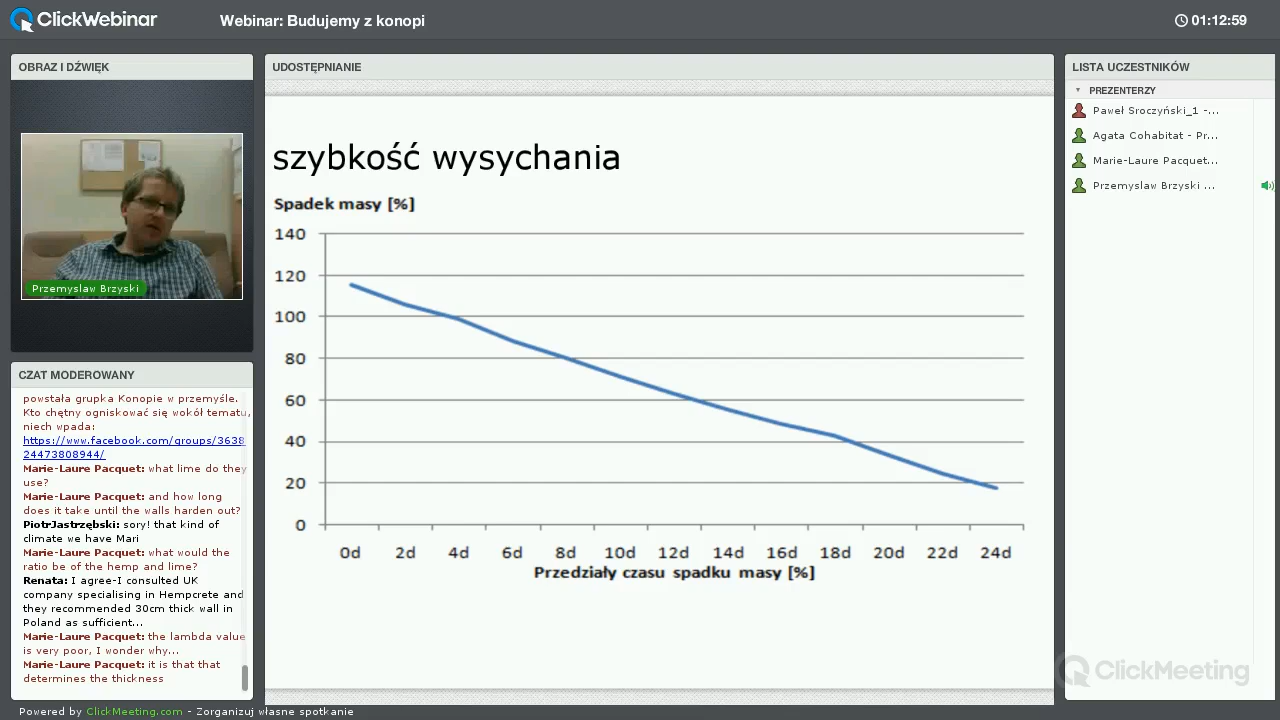 ClickWebinar
Webinar: Budujemy z konopi
01:12:59
OBRAZ I DŹWIĘK
Przemyslaw Brzyski
CZAT MODEROWANY
powstała grupka Konopie w przemyśle.
Kto chętny ogniskować się wokół tematu,
niech wpada:
https://www.facebook.com/groups/3638
24473808944/
Marie-Laure Pacquet: what lime do they
use?
Marie-Laure Pacquet: and how long
does it take until the walls harden out?
PiotrJastrzębski: sory! that kind of
climate we have Mari
Marie-Laure Pacquet: what would the
ratio be of the hemp and lime?
Renata: I agree-I consulted UK
company specialising in Hempcrete and
they recommended 30cm thick wall in
Poland as sufficient...
Marie-Laure Pacquet: the lambda value
is very poor, I wonder why...
Marie-Laure Pacquet: it is that that
determines the thickness
UDOSTĘPNIANIE
szybkość wysychania
Spadek masy [%]
140
120
100
80
60
40
20
0
0d 2d 4d 6d 8d 10d 12d 14d 16d 18d 20d 22d 24d
Przedziały czasu spadku masy [%]
LISTA UCZESTNIKÓW
PREZENTERZY
Paweł Sroczyński_1 -...
Agata Cohabitat - Pr...
Marie-Laure Pacquet...
Przemyslaw Brzyski ...
ClickMeeting
Powered by ClickMeeting.com - Zorganizuj własne spotkanie